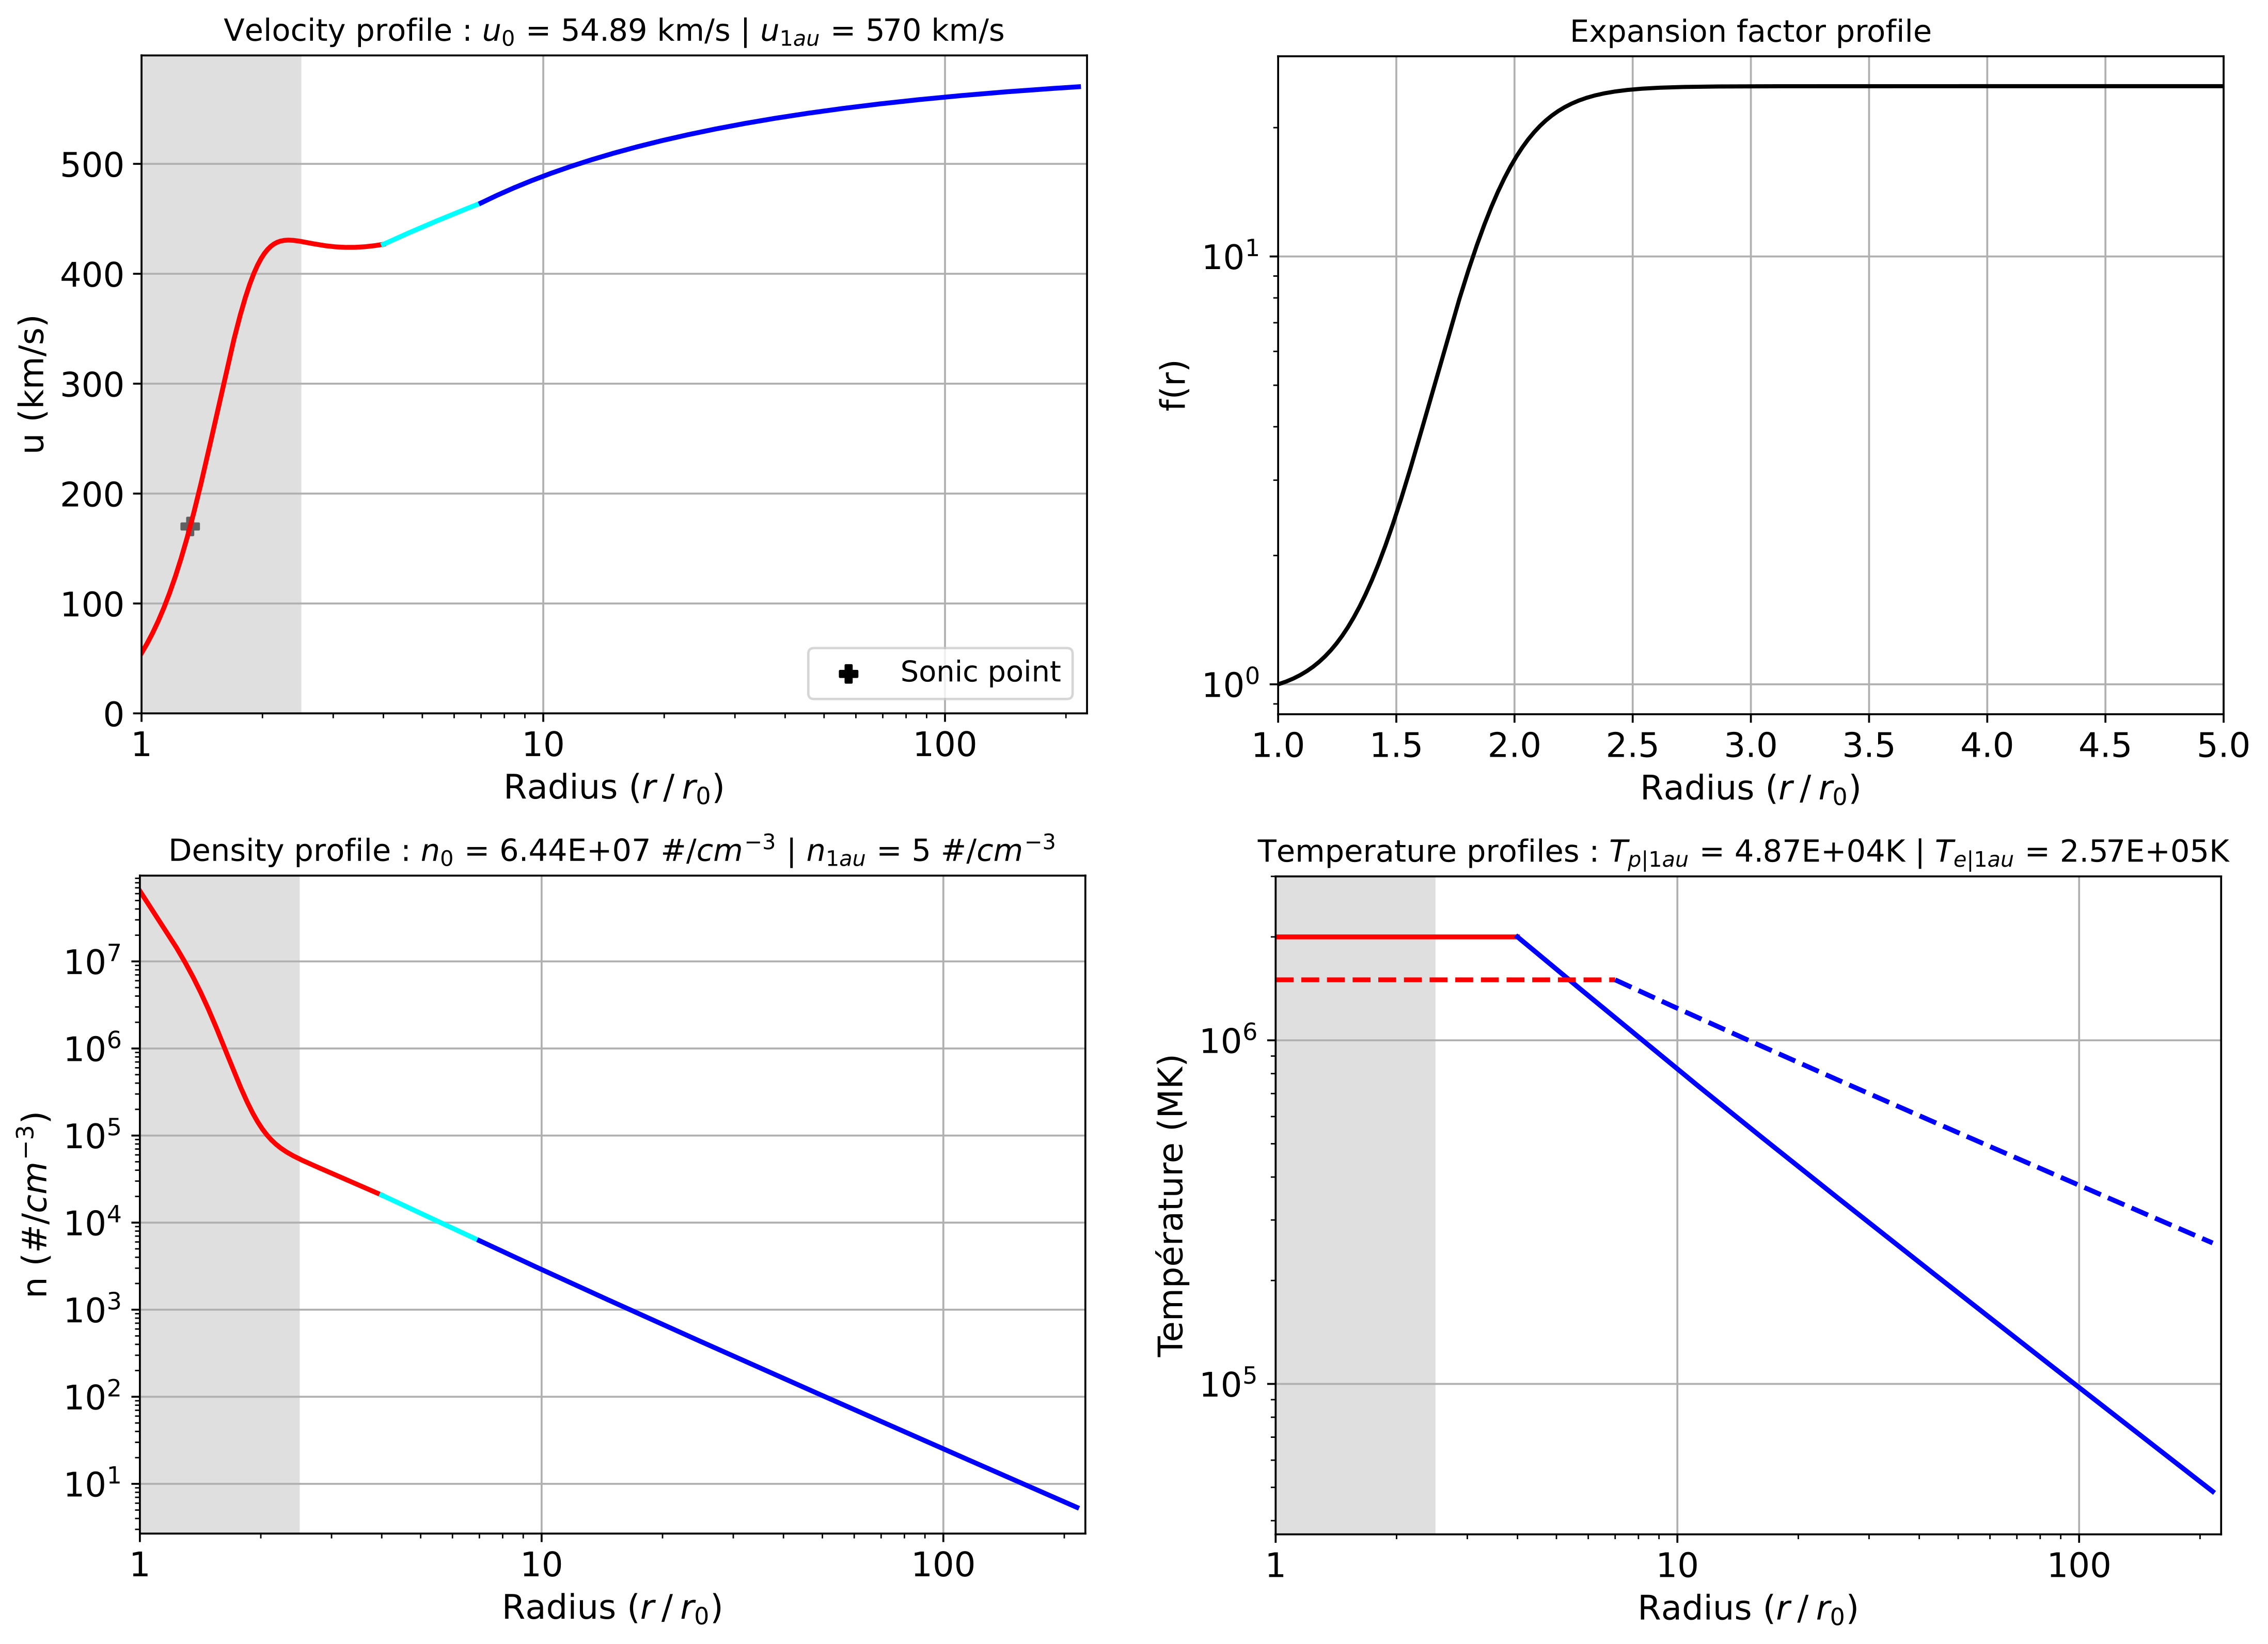 Velocity profile : u₀ = 54.89 km/s | u₁ₐᵤ = 570 km/s
u (km/s)
500
400
300
200
100
0
Sonic point
1 10 100
Radius (r / r₀)
Expansion factor profile
f(r)
10¹
10⁰
1.0 1.5 2.0 2.5 3.0 3.5 4.0 4.5 5.0
Radius (r / r₀)
Density profile : n₀ = 6.44E+07 #/cm⁻³ | n₁ₐᵤ = 5 #/cm⁻³
n (#/cm⁻³)
10⁷
10⁶
10⁵
10⁴
10³
10²
10¹
1 10 100
Radius (r / r₀)
Temperature profiles : Tₚ|₁ₐᵤ = 4.87E+04K | Tₑ|₁ₐᵤ = 2.57E+05K
Température (MK)
10⁶
10⁵
1 10 100
Radius (r / r₀)